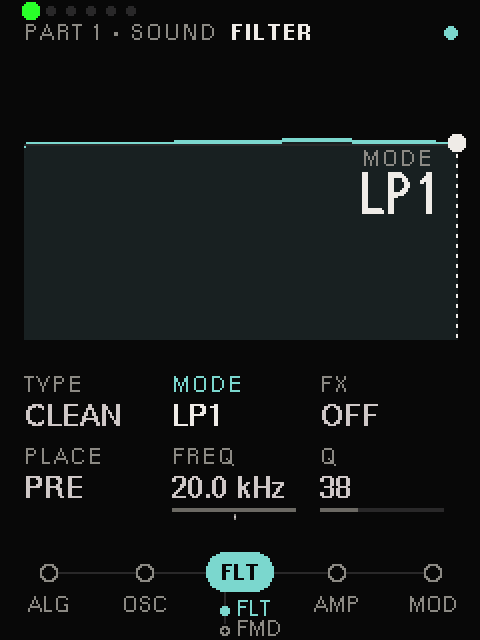 PART 1 · SOUND FILTER
MODE
LP1
TYPE MODE FX
CLEAN LP1 OFF
PLACE FREQ Q
PRE 20.0 kHz 38
FLT
ALG OSC FLT AMP MOD
FMD